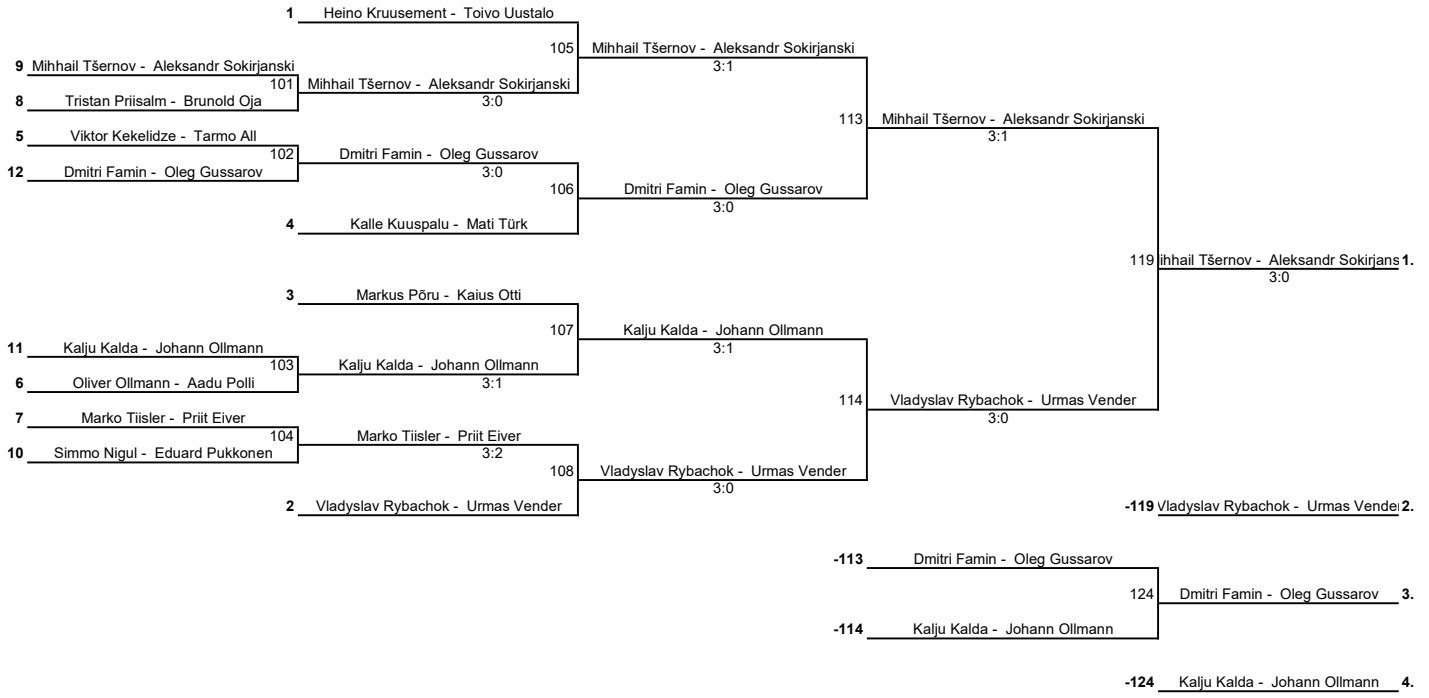 1 Heino Kruusement - Toivo Uustalo
105 Mihhail Tšernov - Aleksandr Sokirjanski
9 Mihhail Tšernov - Aleksandr Sokirjanski
3:1
101 Mihhail Tšernov - Aleksandr Sokirjanski
8 Tristan Priisalm - Brunold Oja
3:0
113 Mihhail Tšernov - Aleksandr Sokirjanski
5 Viktor Kekelidze - Tarmo All
3:1
102 Dmitri Famin - Oleg Gussarov
12 Dmitri Famin - Oleg Gussarov
3:0
106 Dmitri Famin - Oleg Gussarov
3:0
4 Kalle Kuuspalu - Mati Türk
119 ihhail Tšernov - Aleksandr Sokirjans 1.
3:0
3 Markus Põru - Kaius Otti
107 Kalju Kalda - Johann Ollmann
11 Kalju Kalda - Johann Ollmann
3:1
103 Kalju Kalda - Johann Ollmann
6 Oliver Ollmann - Aadu Polli
3:1
114 Vladyslav Rybachok - Urmas Vender
7 Marko Tiisler - Priit Eiver
3:0
104 Marko Tiisler - Priit Eiver
10 Simmo Nigul - Eduard Pukkonen
3:2
108 Vladyslav Rybachok - Urmas Vender
3:0
2 Vladyslav Rybachok - Urmas Vender
-119 Vladyslav Rybachok - Urmas Vender 2.
-113 Dmitri Famin - Oleg Gussarov
124 Dmitri Famin - Oleg Gussarov 3.
-114 Kalju Kalda - Johann Ollmann
-124 Kalju Kalda - Johann Ollmann 4.